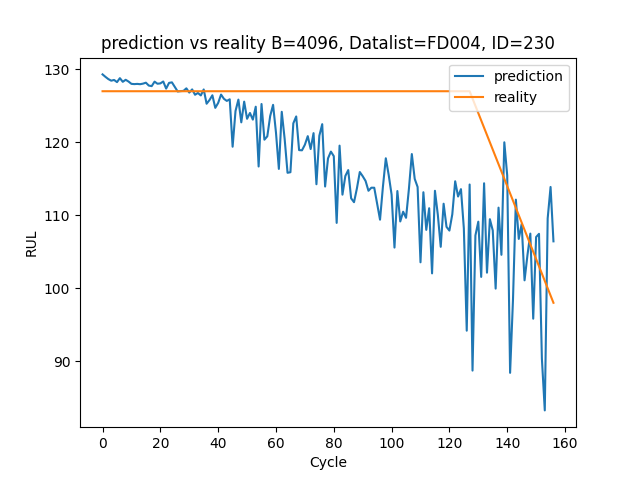 prediction vs reality B=4096, Datalist=FD004, ID=230
prediction
reality
RUL
130
120
110
100
90
0 20 40 60 80 100 120 140 160
Cycle